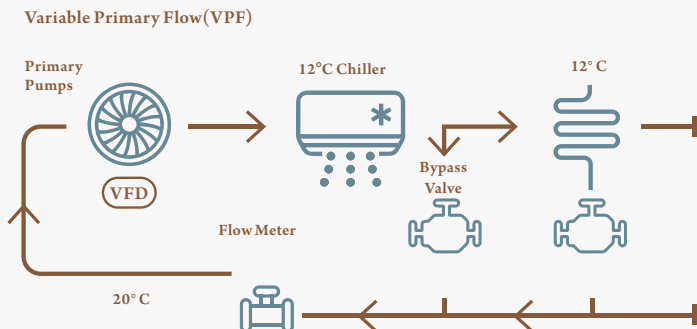 Variable Primary Flow(VPF)
Primary
Pumps
12°C Chiller
12° C
VFD
Bypass
Valve
Flow Meter
20° C